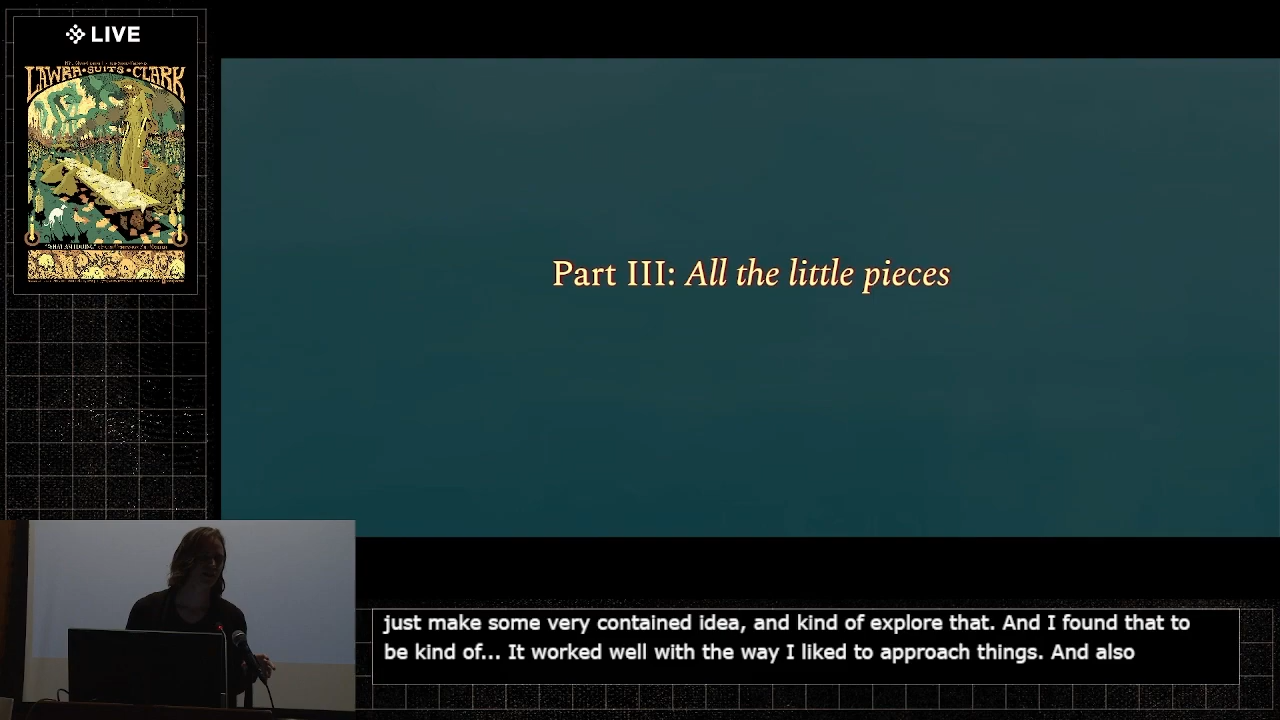 LIVE
LAWRA • SUITS • CLARK
Part III: All the little pieces
just make some very contained idea, and kind of explore that. And I found that to
be kind of... It worked well with the way I liked to approach things. And also